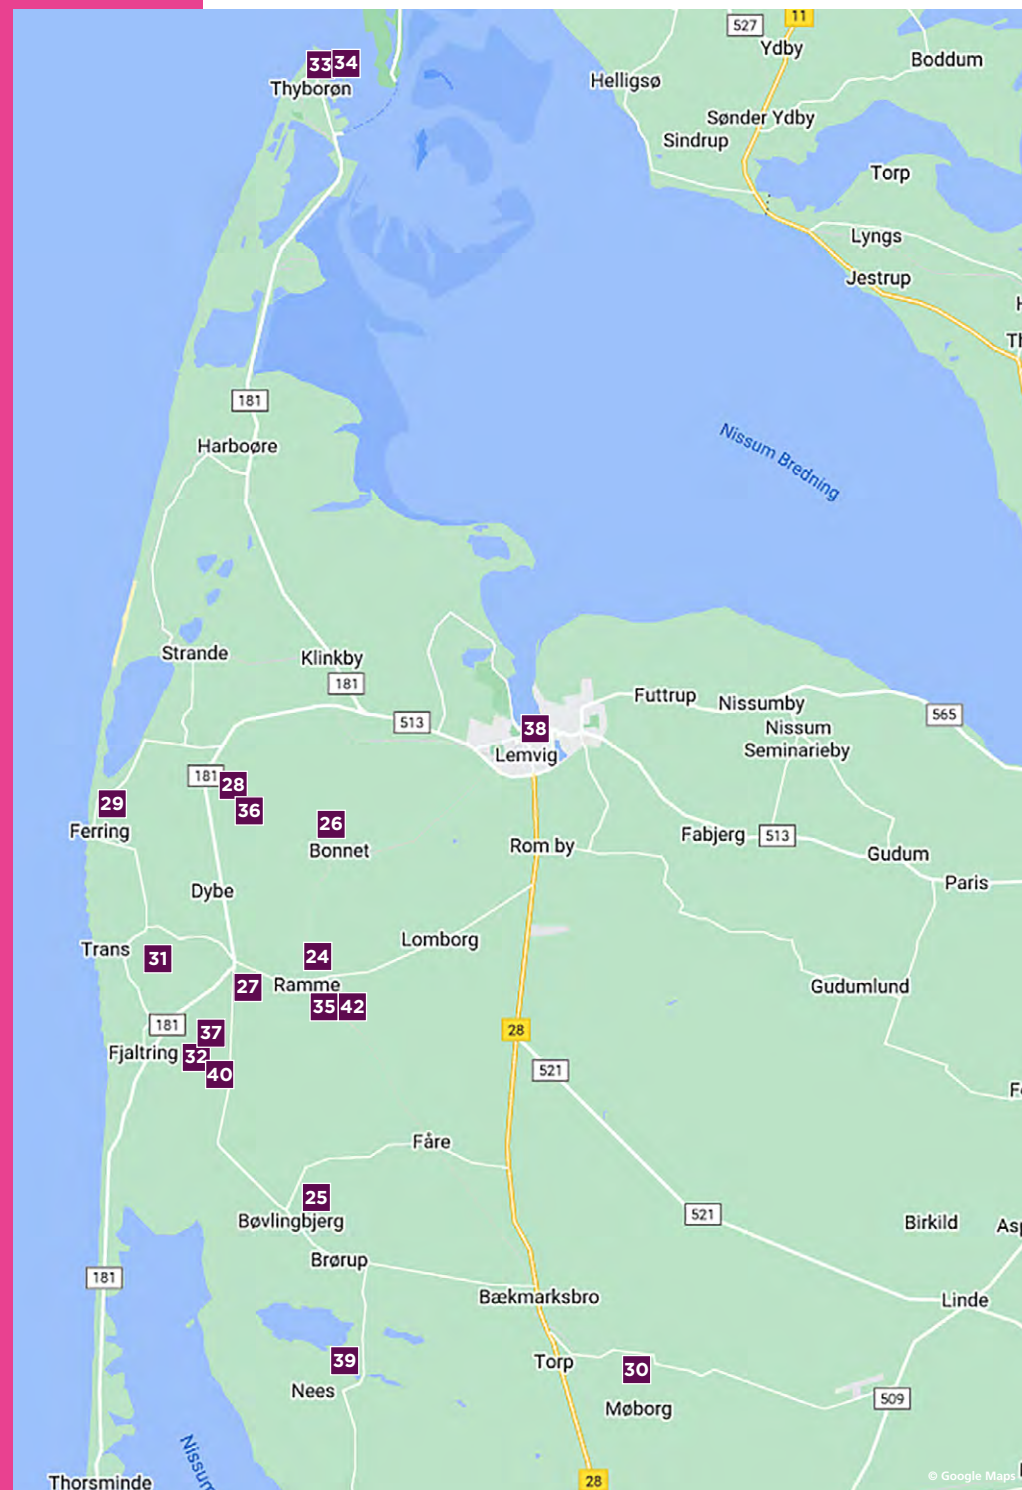 11
527
Ydby
Boddum
33 34
Helligsø
Thyborøn
Sønder Ydby
Sindrup
Torp
Lyngs
Jestrup
181
Harboøre
Nissum Bredning
Strande
Klinkby
181
Futtrup
Nissumby
565
513
38
Nissum
Seminarieby
Lemvig
181
28
29
36
26
Ferring
Bonnet
Rom by
Fabjerg
513
Gudum
Paris
Dybe
Trans
31
24
Lomborg
27
Ramme
Gudumlund
35 42
181
37
28
Fjaltring
32
40
521
Fåre
25
Bøvlingbjerg
521
Birkild
Brørup
181
Bækmarksbro
Linde
39
Torp
30
Nees
509
Møborg
Thorsminde
28
© Google Maps